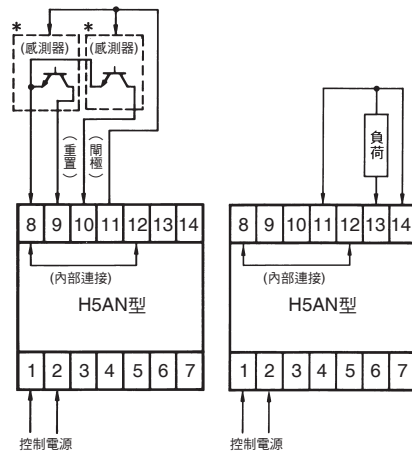 * *
(感測器) (感測器)
(重置) (閘極)
負荷
8 9 10 11 12 13 14
(內部連接)
H5AN型
1 2 3 4 5 6 7
控制電源
8 9 10 11 12 13 14
(內部連接)
H5AN型
1 2 3 4 5 6 7
控制電源